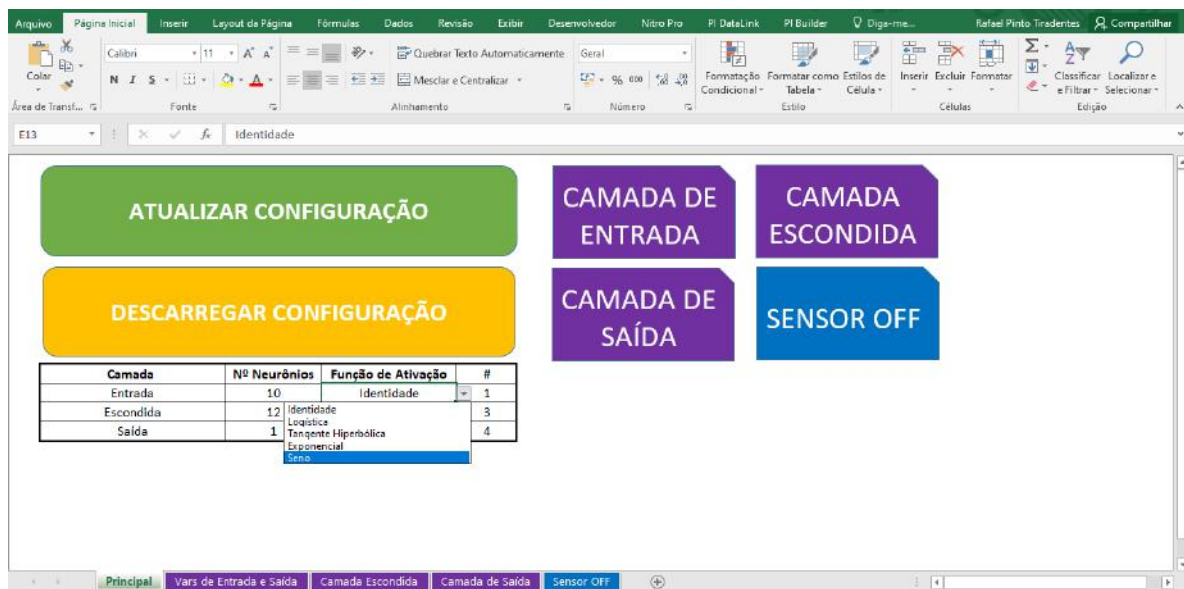 Arquivo Página Inicial Inserir Layout da Página Fórmulas Dados Revisão Exibir Desenvolvedor Nitro Pro PI DataLink PI Builder Diga-me... Rafael Pinto Tiradentes Compartilhar
Colar
Calibri 11 A A
N I S A
Quebrar Texto Automaticamente
Mesclar e Centralizar
Geral
% 000
Formatação Condicional
Formatar como Tabela
Estilos de Célula
Inserir Excluir Formatar
Classificar e Filtrar
Localizar e Selecionar
Área de Transf... Fonte Alinhamento Número Estilo Células Edição
E13 fx Identidade
ATUALIZAR CONFIGURAÇÃO
DESCARREGAR CONFIGURAÇÃO
CAMADA DE
ENTRADA
CAMADA
ESCONDIDA
CAMADA DE
SAÍDA
SENSOR OFF
Camada Nº Neurônios Função de Ativação #
Entrada 10 Identidade 1
Escondida 12 3
Saída 1 4
Identidade
Logística
Tangente Hiperbólica
Exponencial
Seno
Principal Vars de Entrada e Saída Camada Escondida Camada de Saída Sensor OFF